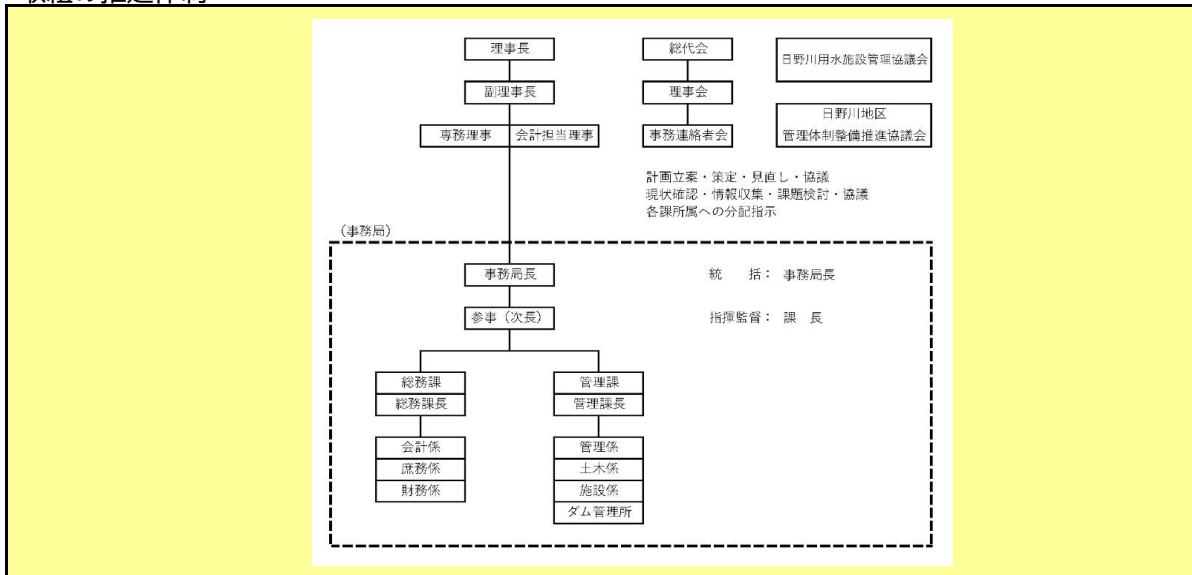 理事長
副理事長
専務理事 会計担当理事
総代会
理事会
事務連絡者会
日野川用水施設管理協議会
日野川地区
管理体制整備推進協議会
計画立案・策定・見直し・協議
現状確認・情報収集・課題検討・協議
各課所属への分配指示
(事務局)
事務局長
参事(次長)
統 括: 事務局長
指揮監督: 課 長
総務課
総務課長
会計係
庶務係
財務係
管理課
管理課長
管理係
土木係
施設係
ダム管理所